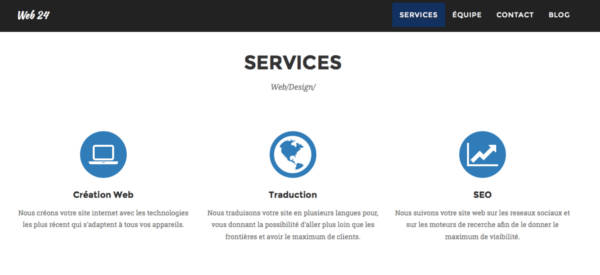 Web 24
SERVICES ÉQUIPE CONTACT BLOG
SERVICES
Web/Design/
Création Web
Nous créons votre site internet avec les technologies
les plus récent qui s'adaptent à tous vos appareils.
Traduction
Nous traduisons votre site en plusieurs langues pour,
vous donnant la possibilité d'aller plus loin que les
frontières et avoir le maximum de clients.
SEO
Nous suivons votre site web sur les reseaux sociaux et
sur les moteurs de recerche afin de le donner le
maximum de visibilité.